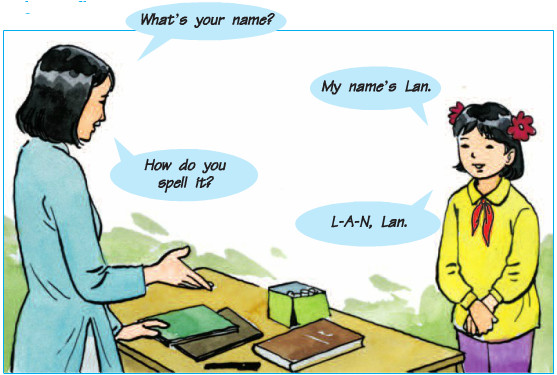 What's your name?
My name's Lan.
How do you
spell it?
L-A-N, Lan.